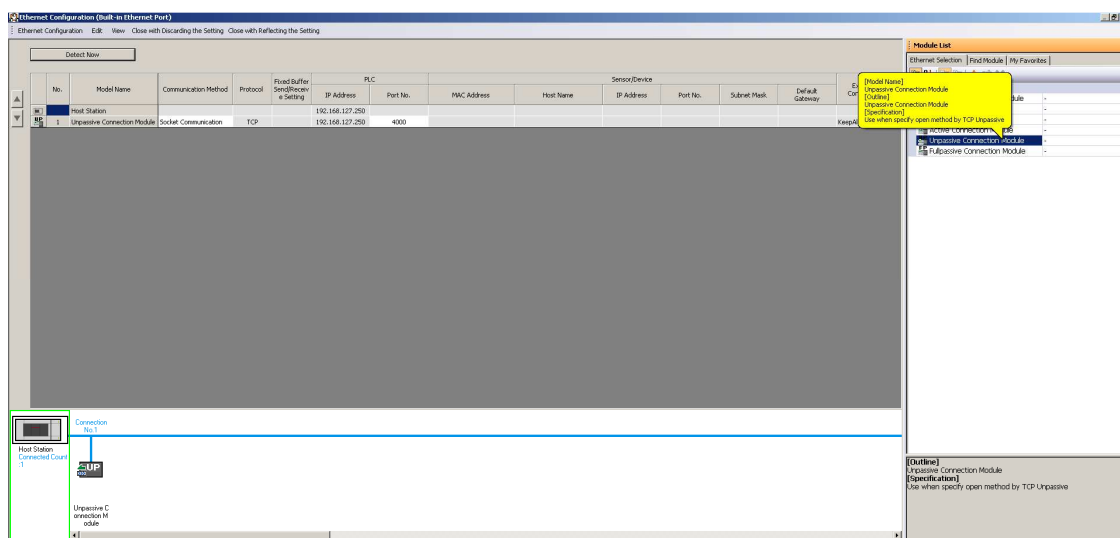 Ethernet Configuration (Built-in Ethernet Port)
Ethernet Configuration Edit View Close with Discarding the Setting Close with Reflecting the Setting
Detect Now
No. Model Name Communication Method Protocol Fixed Buffer Send/Receiv e Setting PLC Sensor/Device
IP Address Port No. MAC Address Host Name IP Address Port No. Subnet Mask Default Gateway
Host Station 192.168.127.250
1 Unpassive Connection Module Socket Communication TCP 192.168.127.250 4000
Connection
No.1
Host Station
Connected Count
:1
UP
Unpassive C
onnection M
odule
Module List
Ethernet Selection Find Module My Favorites
[Model Name]
Unpassive Connection Module
[Outline]
Unpassive Connection Module
[Specification]
Use when specify open method by TCP Unpassive
Active Connection Module -
Unpassive Connection Module -
Fullpassive Connection Module -
[Outline]
Unpassive Connection Module
[Specification]
Use when specify open method by TCP Unpassive